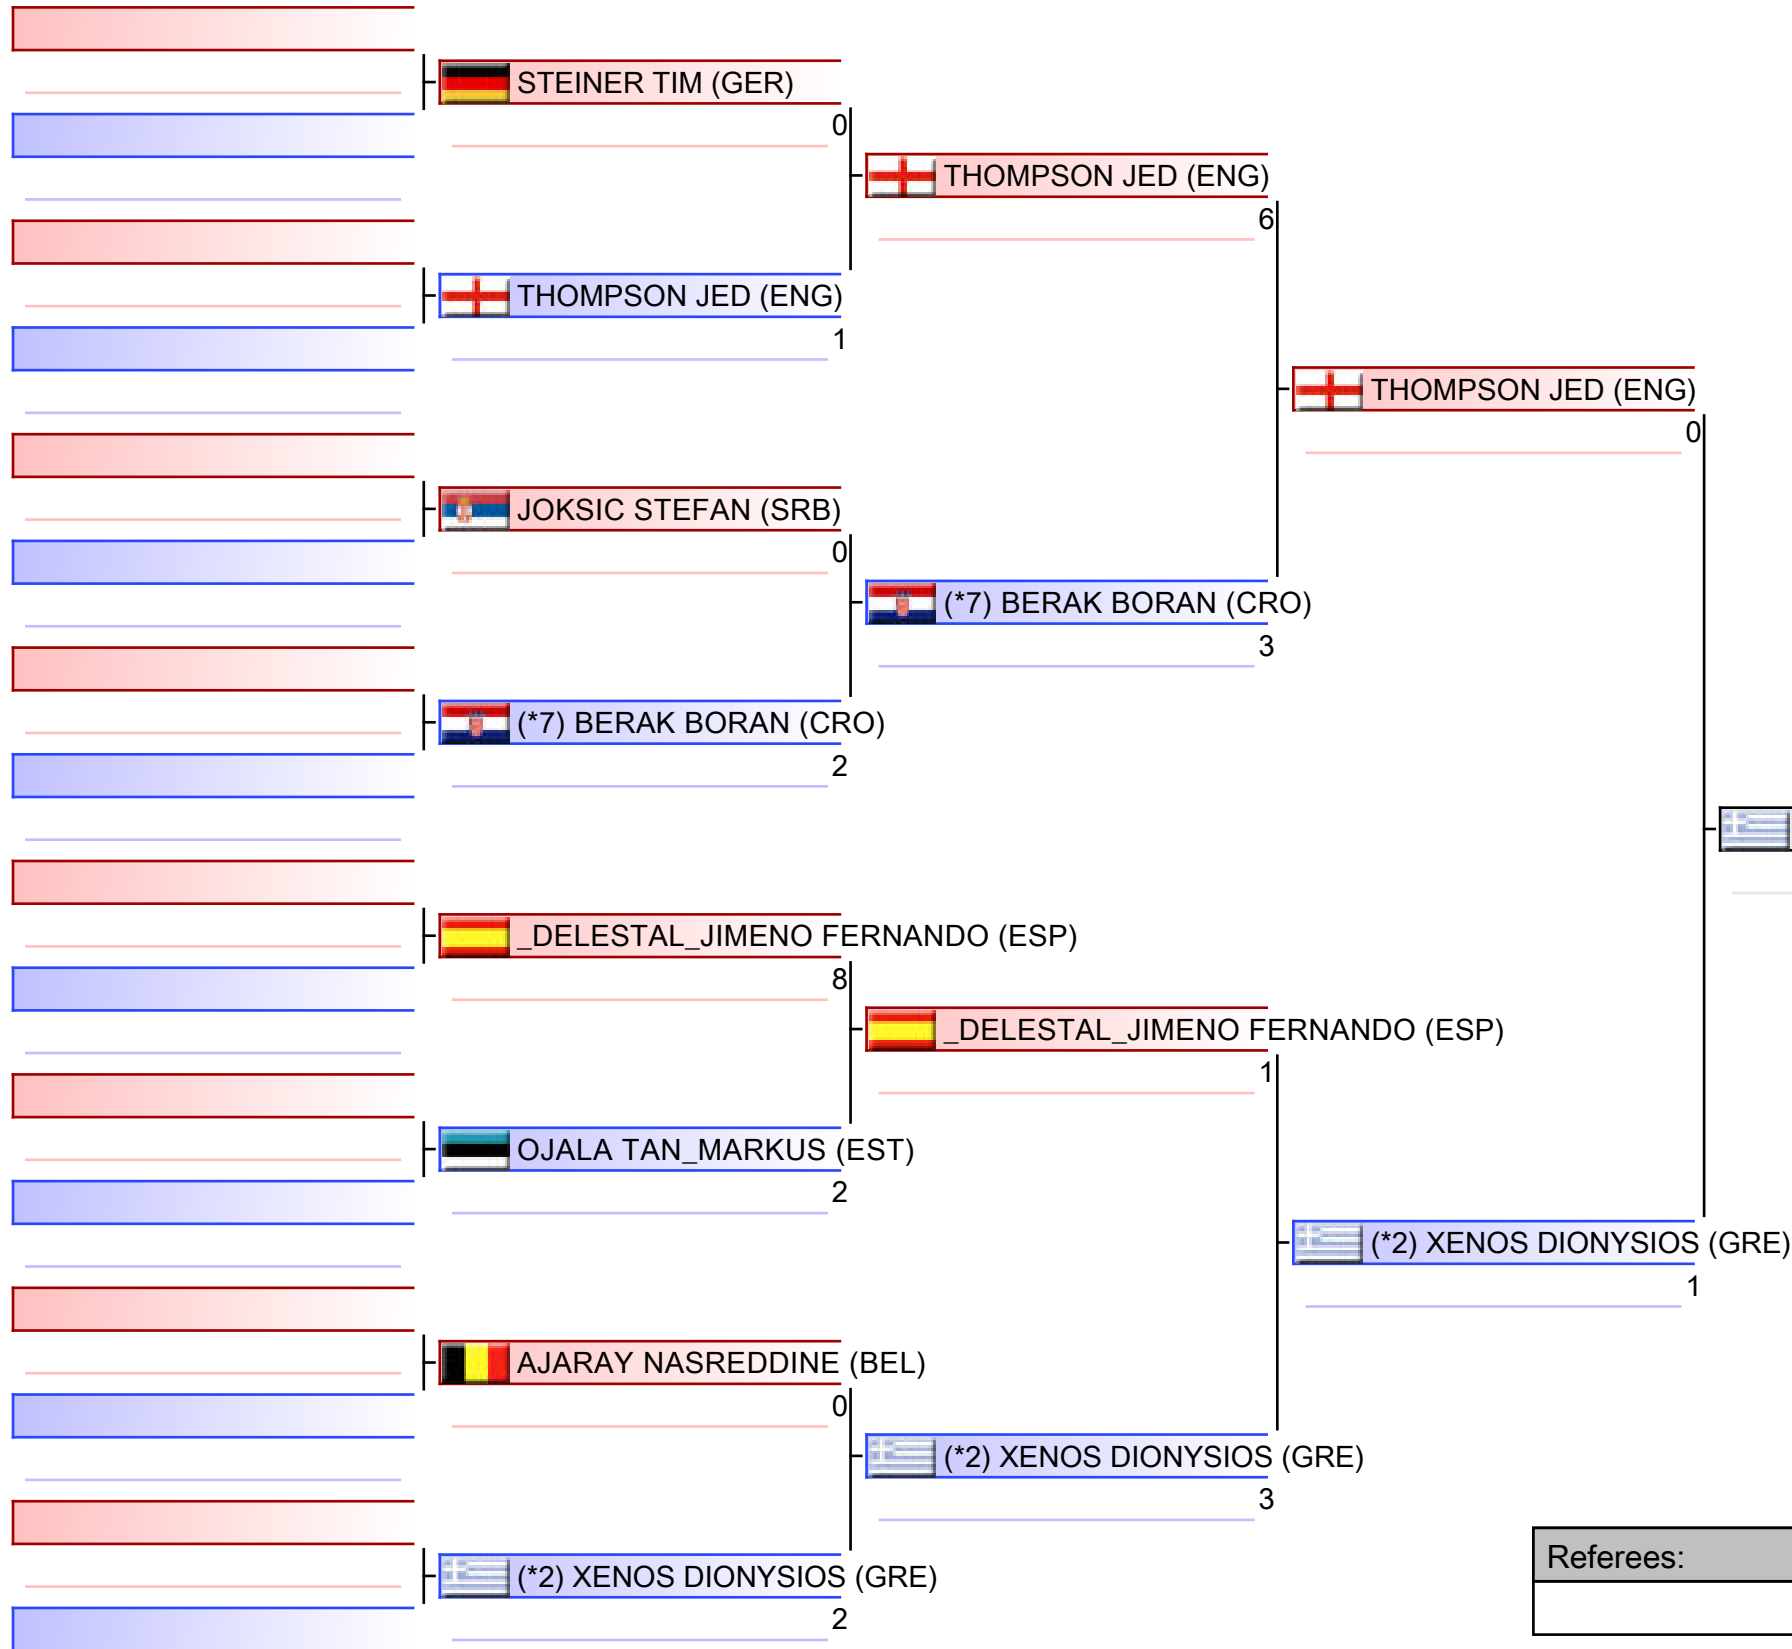 STEINER TIM (GER)
0
THOMPSON JED (ENG)
6
THOMPSON JED (ENG)
1
THOMPSON JED (ENG)
0
JOKSIC STEFAN (SRB)
0
(*7) BERAK BORAN (CRO)
3
(*7) BERAK BORAN (CRO)
2
_DELESTAL_JIMENO FERNANDO (ESP)
8
_DELESTAL_JIMENO FERNANDO (ESP)
1
OJALA TAN_MARKUS (EST)
2
(*2) XENOS DIONYSIOS (GRE)
1
AJARAY NASREDDINE (BEL)
0
(*2) XENOS DIONYSIOS (GRE)
3
(*2) XENOS DIONYSIOS (GRE)
2
Referees: